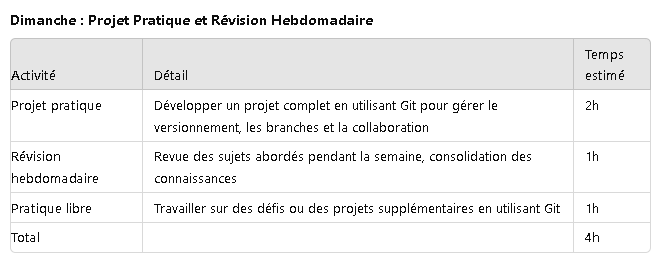 Dimanche : Projet Pratique et Révision Hebdomadaire
Temps
Activité Détail estimé
Projet pratique Développer un projet complet en utilisant Git pour gérer le 2h
versionnement, les branches et la collaboration
Révision Revue des sujets abordés pendant la semaine, consolidation des 1h
hebdomadaire connaissances
Pratique libre Travailler sur des défis ou des projets supplémentaires en utilisant Git 1h
Total 4h